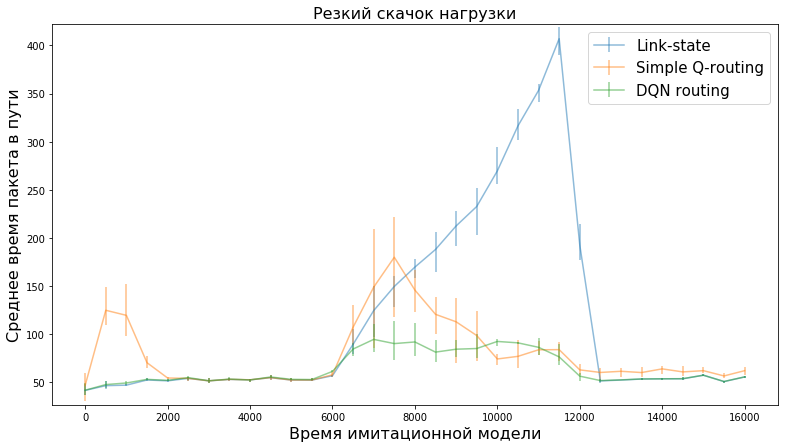 Резкий скачок нагрузки
Link-state
Simple Q-routing
DQN routing
Среднее время пакета в пути
400
350
300
250
200
150
100
50
0
2000
4000
6000
8000
10000
12000
14000
16000
Время имитационной модели